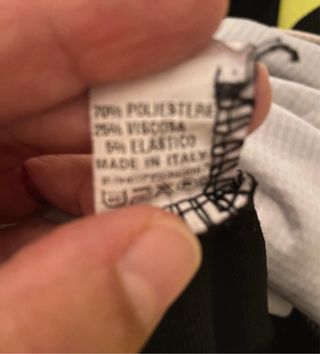 70% POLIESTERE
25% VISCOSA
5% ELASTICO
MADE IN ITALY